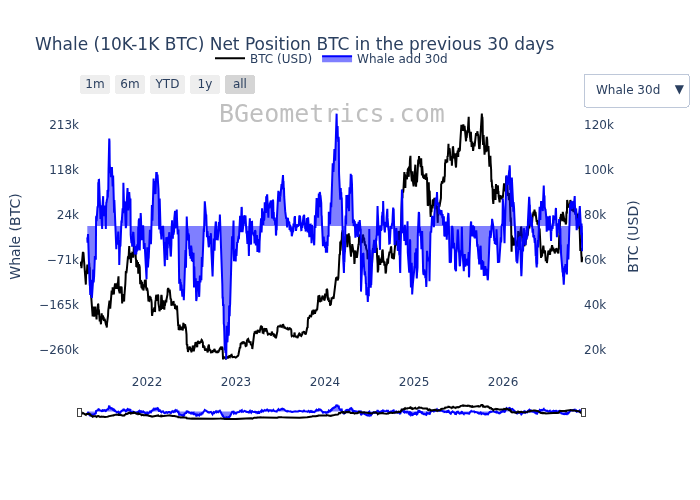 Whale (10K-1K BTC) Net Position BTC in the previous 30 days
BTC (USD) Whale add 30d
1m 6m YTD 1y all
Whale 30d ▼
BGeometrics.com
213k 120k
118k 100k
24k 80k
−71k 60k
−165k 40k
−260k 20k
Whale (BTC)
BTC (USD)
2022 2023 2024 2025 2026